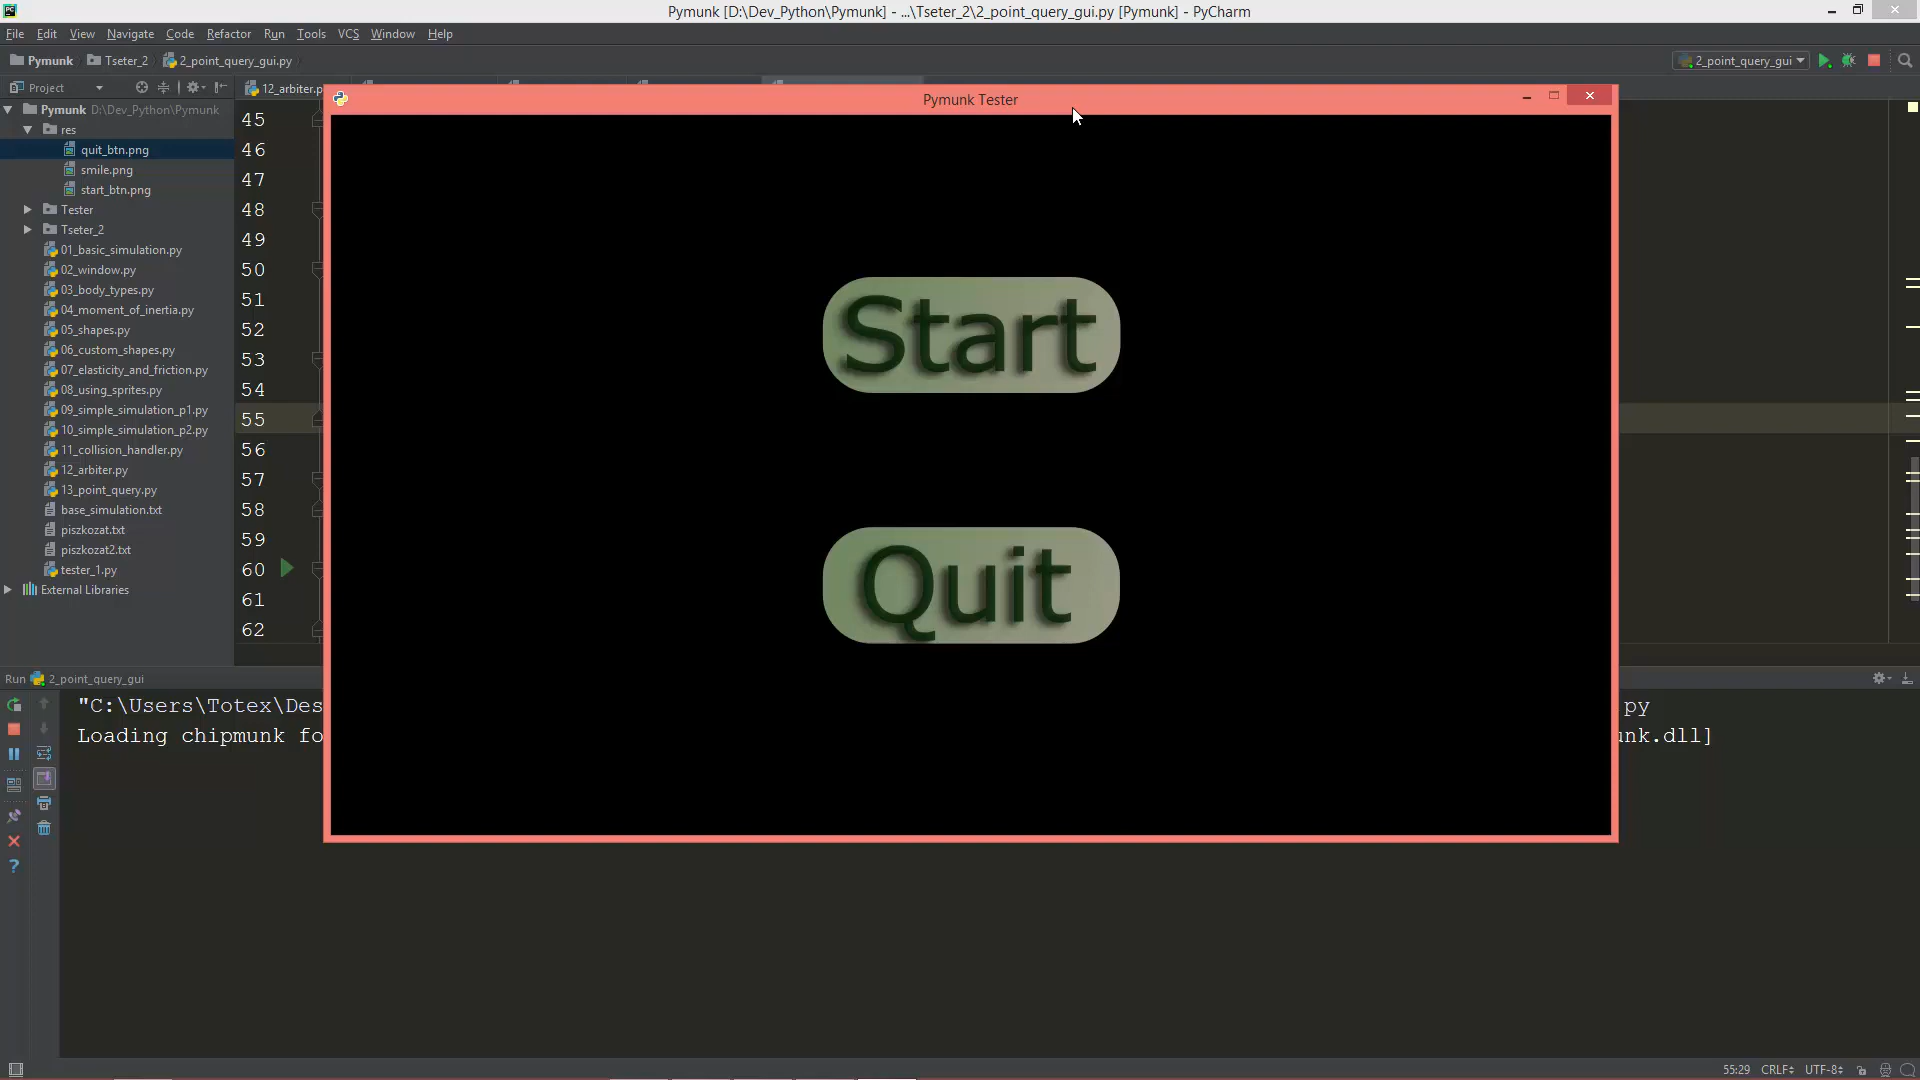 Pymunk [D:\Dev_Python\Pymunk] - ...\Tseter_2\2_point_query_gui.py [Pymunk] - PyCharm
File Edit View Navigate Code Refactor Run Tools VCS Window Help
Pymunk Tseter_2 2_point_query_gui.py 2_point_query_gui
Project 12_arbiter.p
Pymunk Tester
Pymunk D:\Dev_Python\Pymunk
res
quit_btn.png
smile.png
start_btn.png
Tester
Tseter_2
01_basic_simulation.py
02_window.py
03_body_types.py
04_moment_of_inertia.py
05_shapes.py
06_custom_shapes.py
07_elasticity_and_friction.py
08_using_sprites.py
09_simple_simulation_p1.py
10_simple_simulation_p2.py
11_collision_handler.py
12_arbiter.py
13_point_query.py
base_simulation.txt
piszkozat.txt
piszkozat2.txt
tester_1.py
External Libraries
45
46
47
48
49
50
51
52
53
54
55
56
57
58
59
60
61
62
Start
Quit
Run 2_point_query_gui
"C:\Users\Totex\Des py
Loading chipmunk fo unk.dll]
55:29 CRLF UTF-8